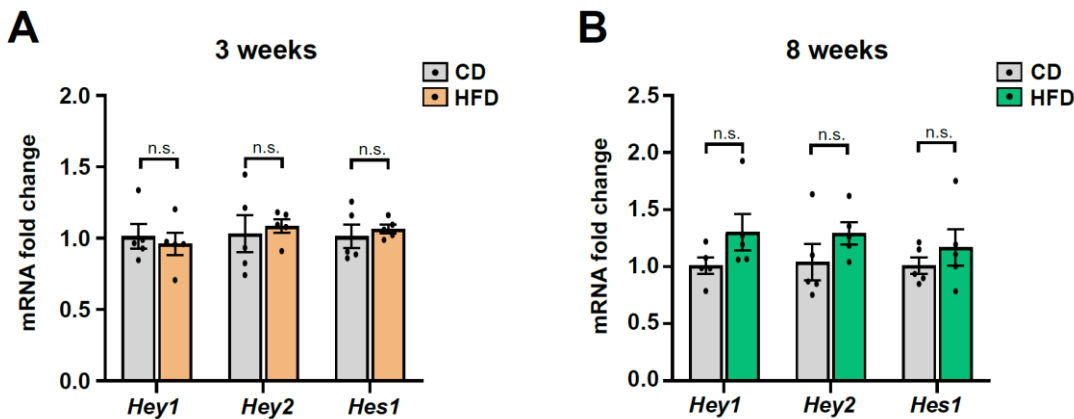 A
3 weeks
CD
HFD
mRNA fold change
2.0
1.5
1.0
0.5
0.0
n.s.
n.s.
n.s.
Hey1
Hey2
Hes1
B
8 weeks
CD
HFD
mRNA fold change
2.5
2.0
1.5
1.0
0.5
0.0
n.s.
n.s.
n.s.
Hey1
Hey2
Hes1